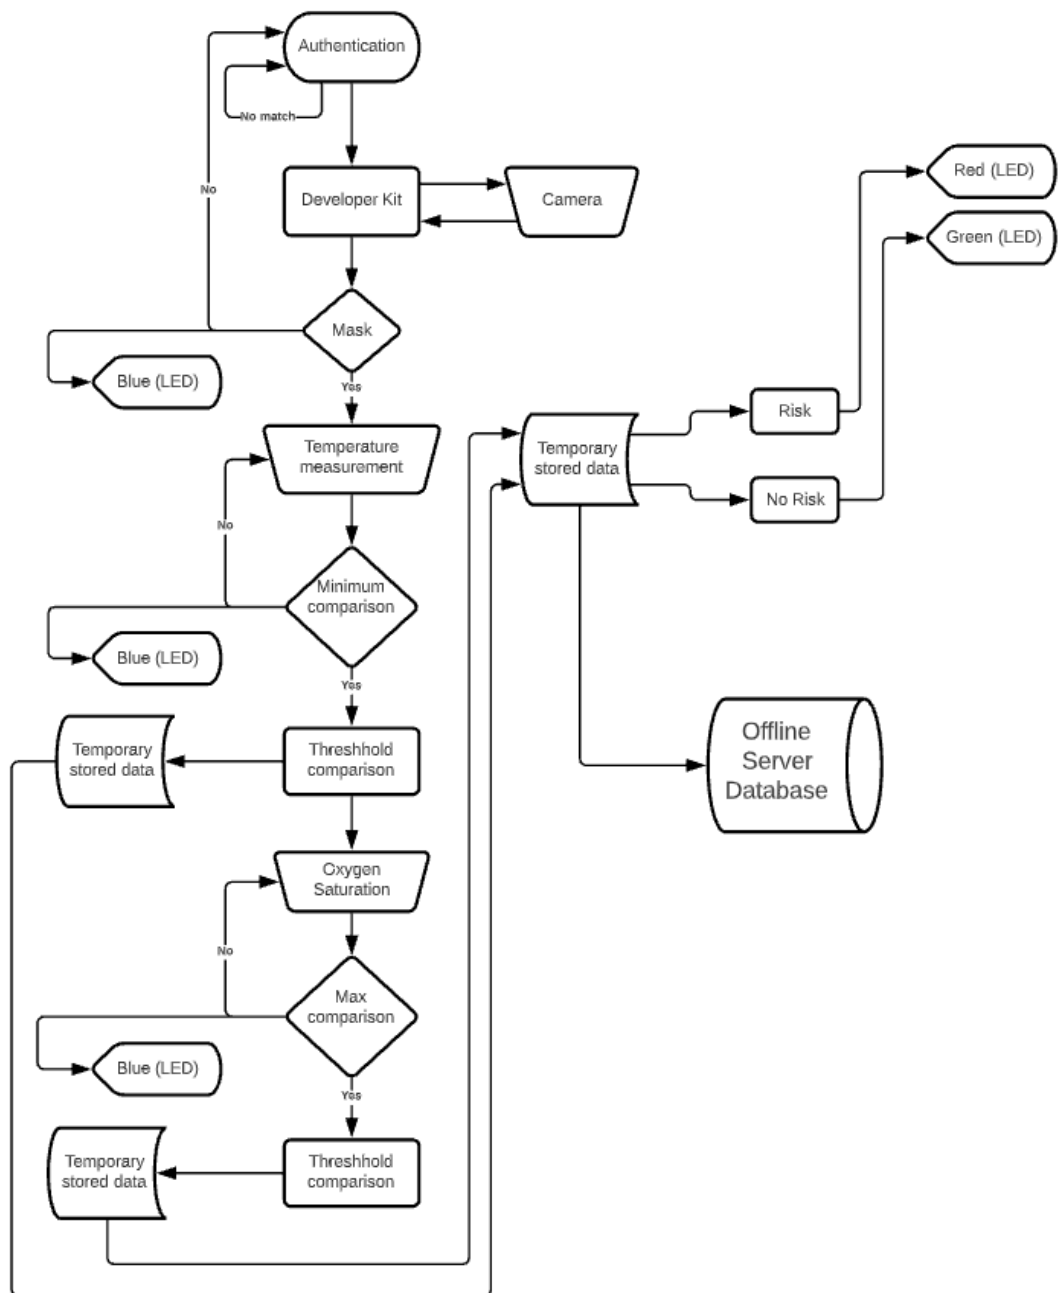 Authentication
No match
No
Developer Kit
Camera
Red (LED)
Green (LED)
Mask
Blue (LED)
Yes
Temperature
measurement
No
Temporary
stored data
Risk
No Risk
Minimum
comparison
Blue (LED)
Yes
Temporary
stored data
Threshhold
comparison
Offline
Server
Database
Oxygen
Saturation
No
Max
comparison
Blue (LED)
Yes
Temporary
stored data
Threshhold
comparison